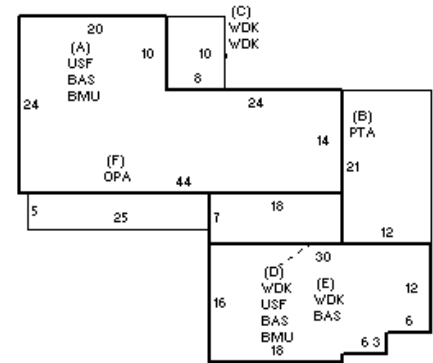 20
(A)
USF
BAS
BMU
10
10
8
(C)
WDK
WDK
24
24
(B)
PTA
14
21
(F)
OPA
44
5
25
7
18
12
30
(D)
WDK
USF
BAS
BMU
(E)
WDK
BAS
16
12
6
6 3
18